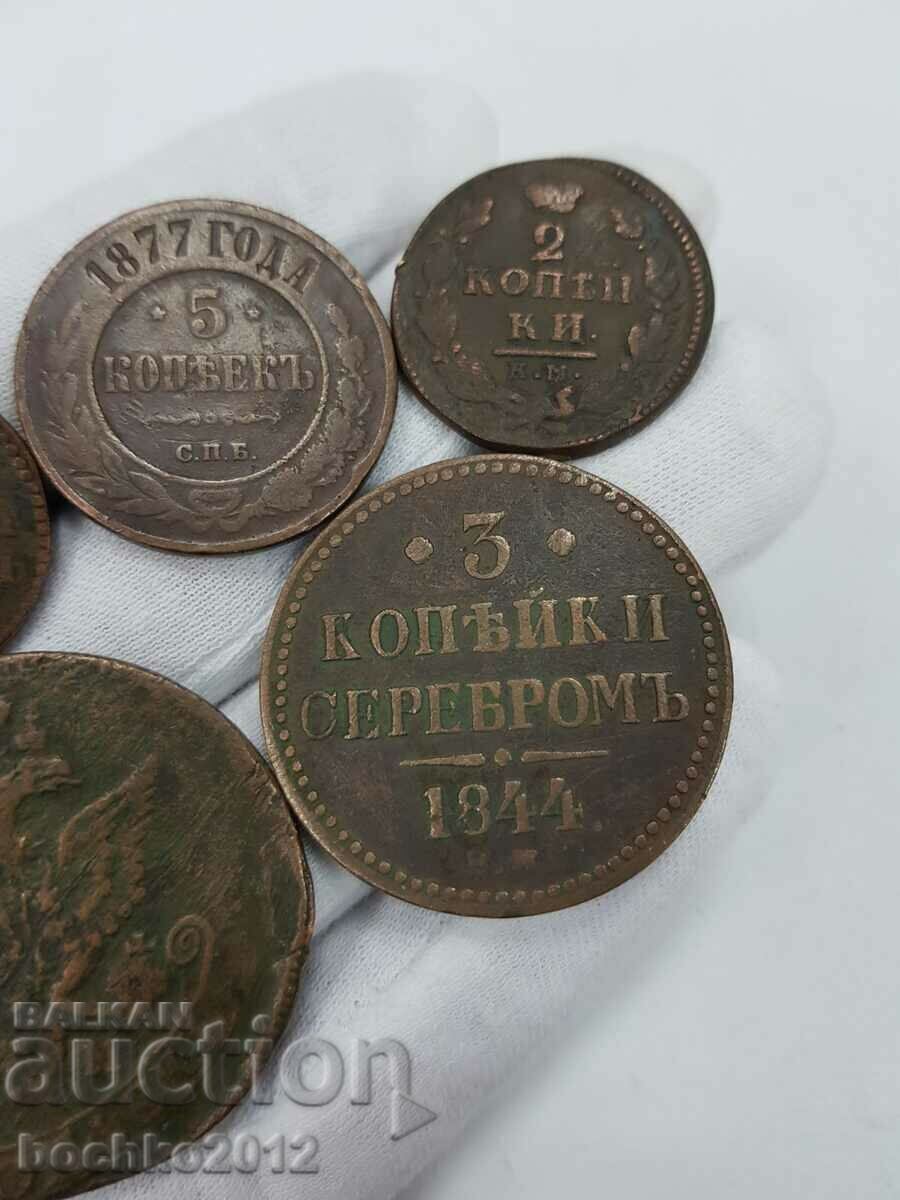 1877 ГОДА
5
КОПѢЕКЪ
С.П.Б.
2
КОПѢЙ
КИ.
К.М.
3
КОПѢЙКИ
СЕРЕБРОМЪ
1844
BALKAN
auction
bochko2012